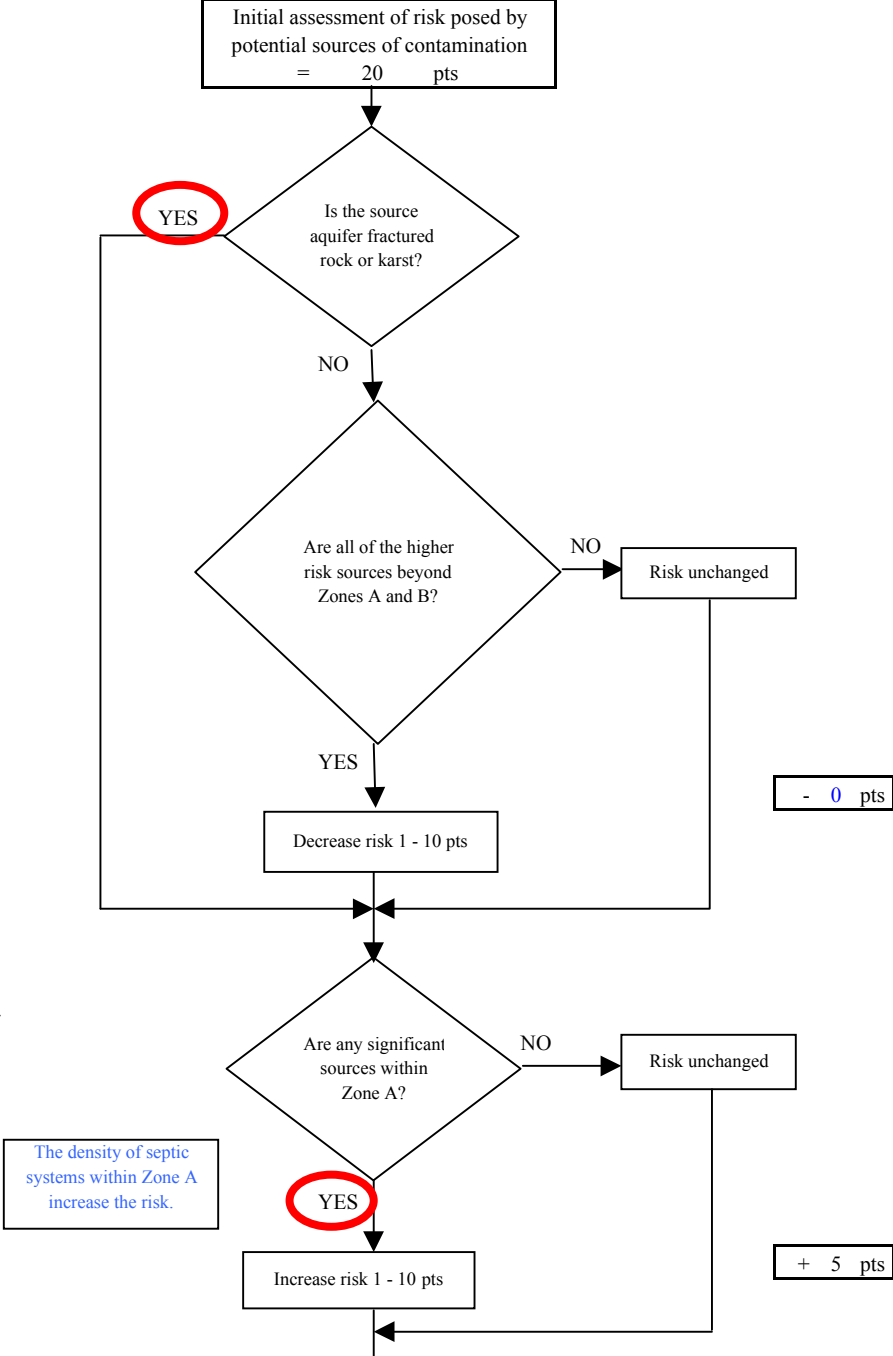 Initial assessment of risk posed by
potential sources of contamination
= 20 pts
Is the source
aquifer fractured
rock or karst?
YES
NO
Are all of the higher
risk sources beyond
Zones A and B?
NO
Risk unchanged
YES
- 0 pts
Decrease risk 1 - 10 pts
Are any significant
sources within
Zone A?
NO
Risk unchanged
The density of septic
systems within Zone A
increase the risk.
YES
+ 5 pts
Increase risk 1 - 10 pts